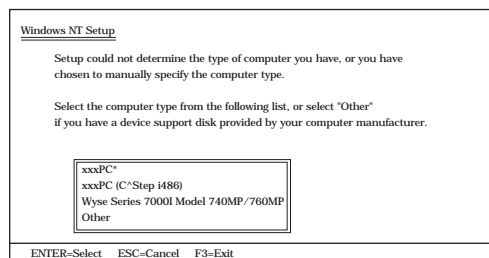 Windows NT Setup
Setup could not determine the type of computer you have, or you have
chosen to manually specify the computer type.
Select the computer type from the following list, or select "Other"
if you have a device support disk provided by your computer manufacturer.
xxxPC*
xxxPC (C^Step i486)
Wyse Series 7000I Model 740MP/760MP
Other
ENTER=Select ESC=Cancel F3=Exit